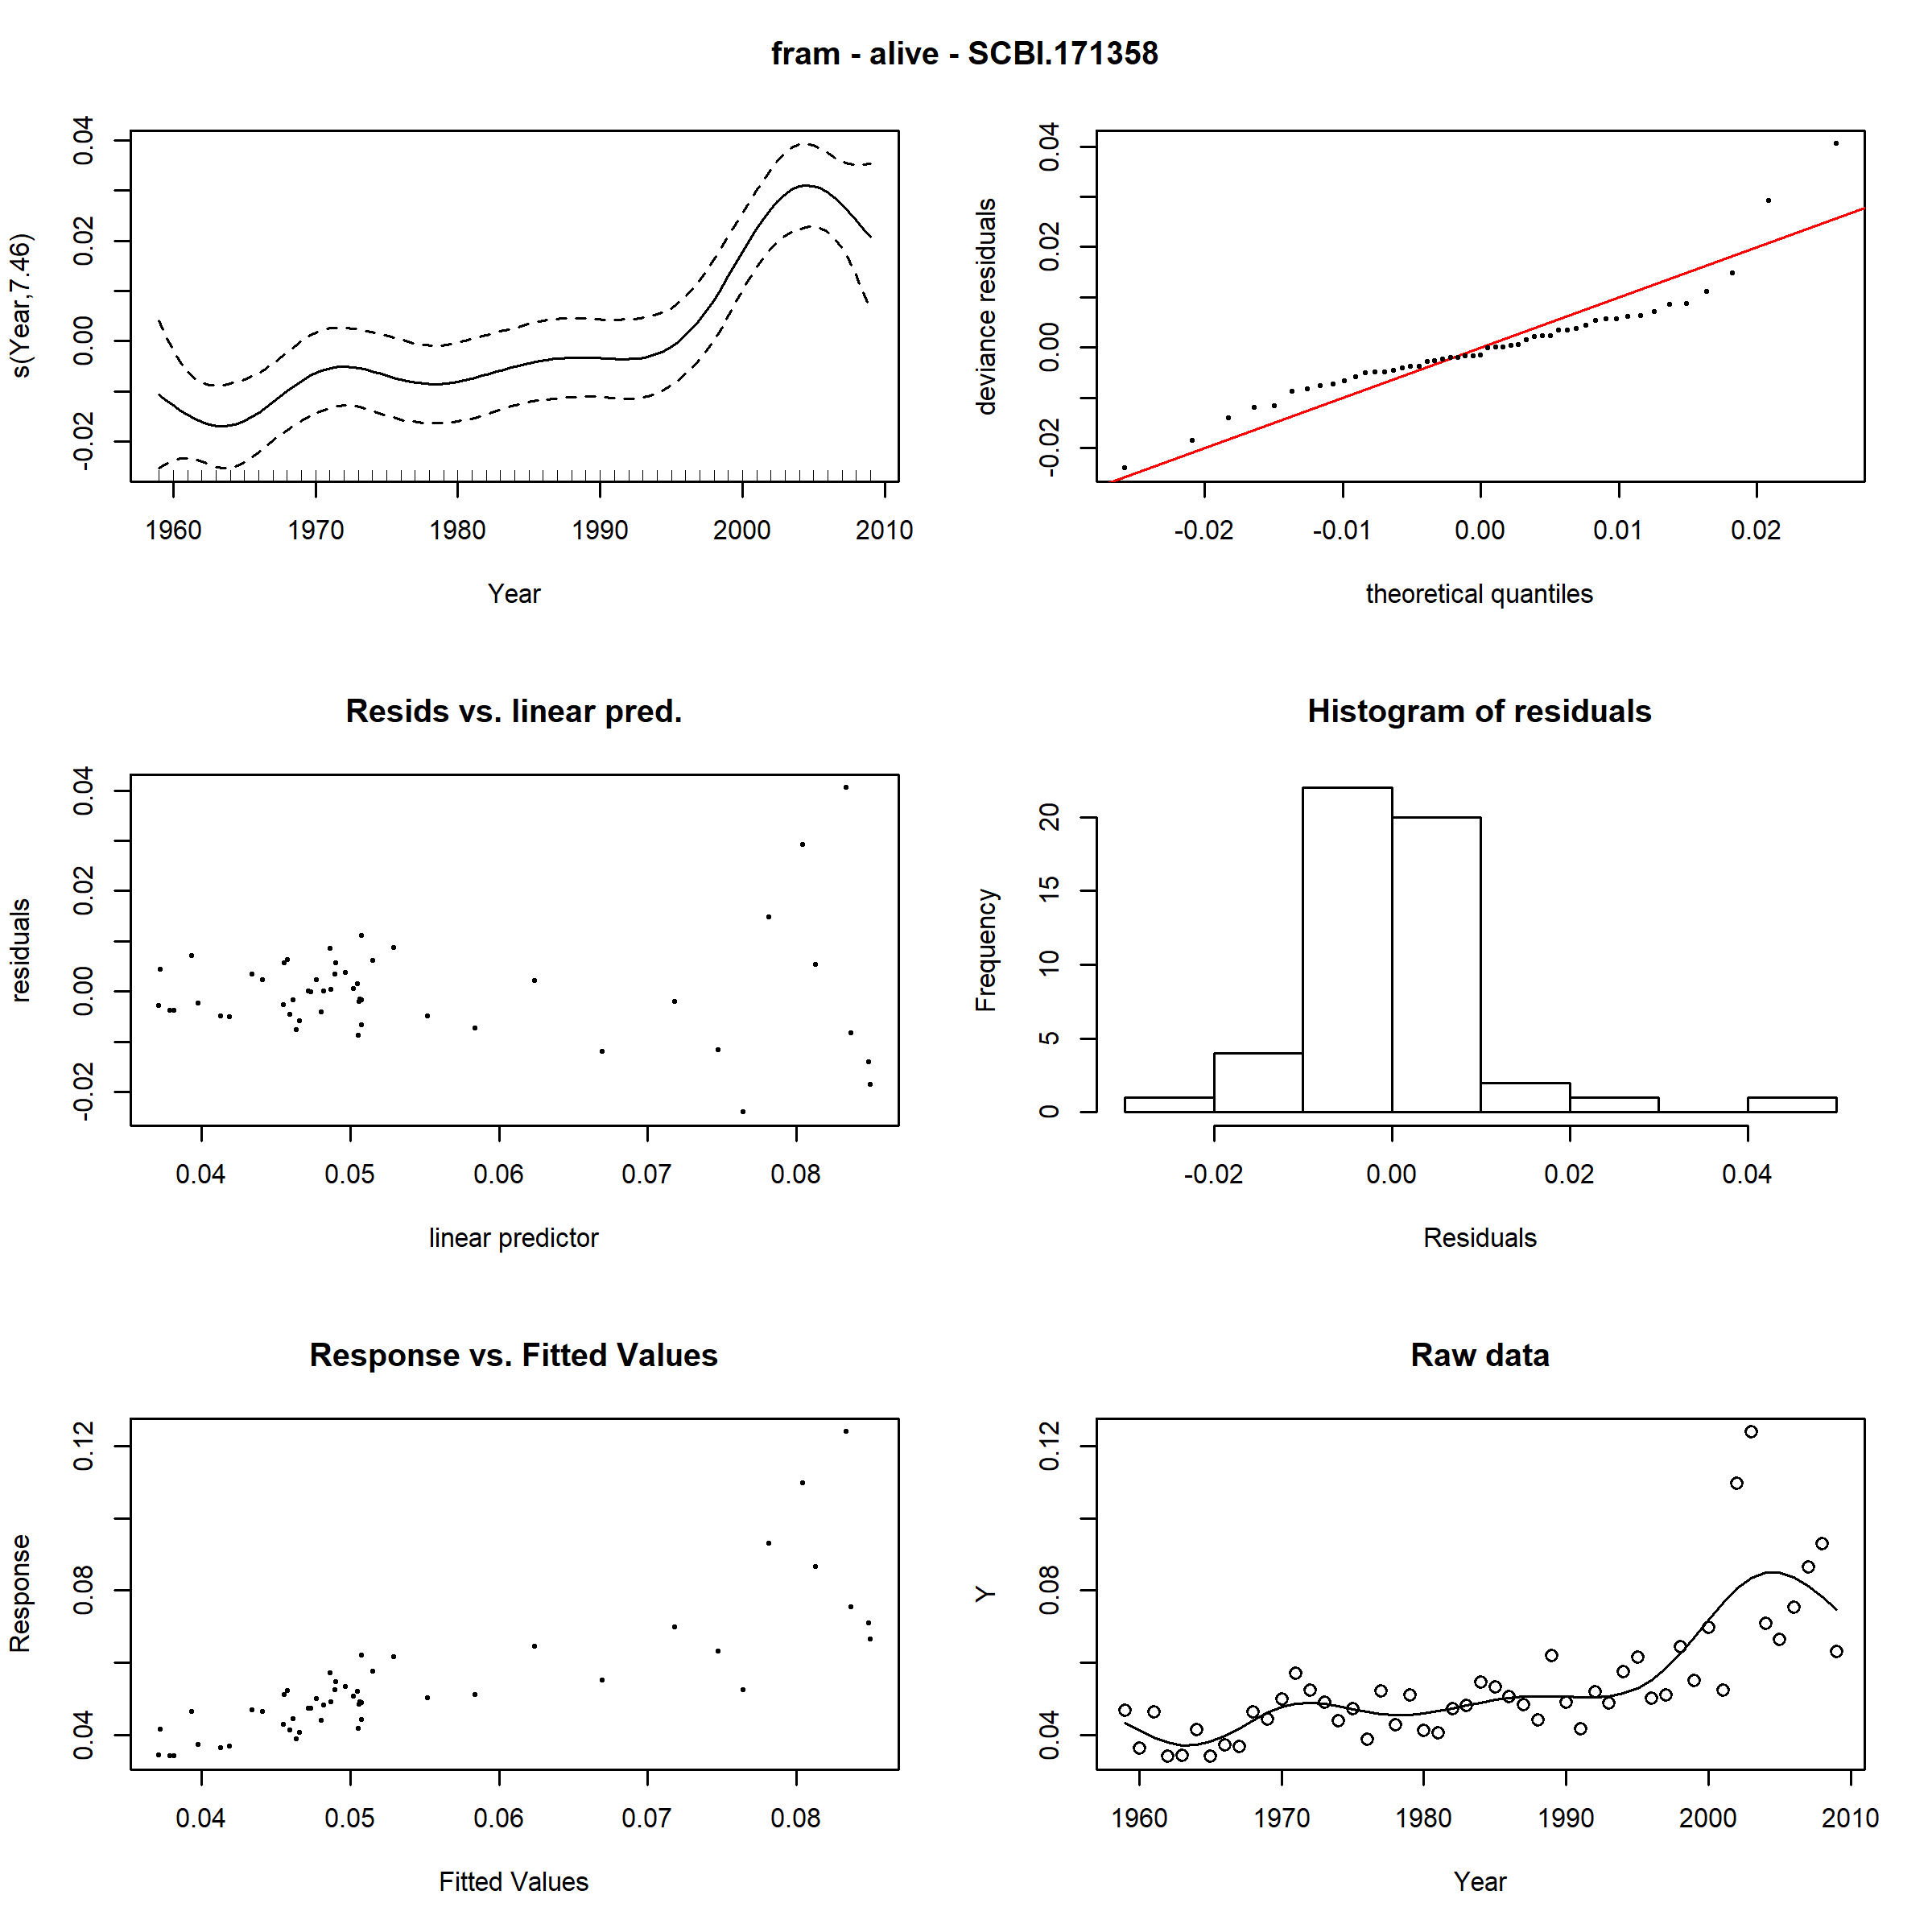 fram - alive - SCBI.171358
s(Year,7.46)
-0.02 0.00 0.02 0.04
1960 1970 1980 1990 2000 2010
Year
deviance residuals
-0.02 0.00 0.02 0.04
-0.02 -0.01 0.00 0.01 0.02
theoretical quantiles
Resids vs. linear pred.
residuals
-0.02 0.00 0.02 0.04
0.04 0.05 0.06 0.07 0.08
linear predictor
Histogram of residuals
Frequency
0 5 10 15 20
-0.02 0.00 0.02 0.04
Residuals
Response vs. Fitted Values
Response
0.04 0.08 0.12
0.04 0.05 0.06 0.07 0.08
Fitted Values
Raw data
Y
0.04 0.08 0.12
1960 1970 1980 1990 2000 2010
Year